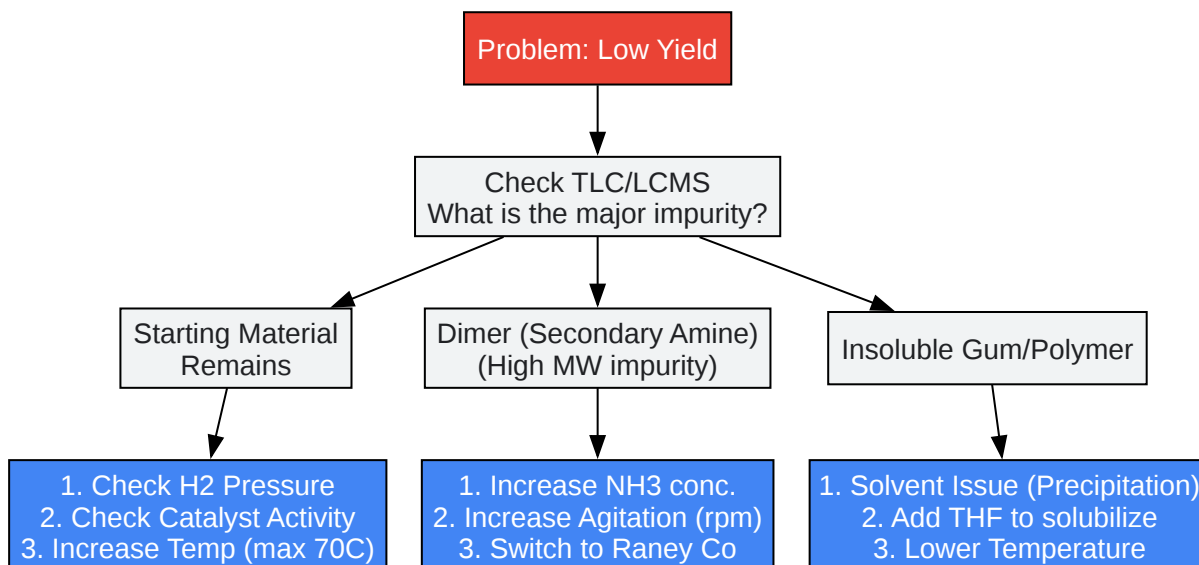 Problem: Low Yield
Check TLC/LCMS
What is the major impurity?
Starting Material
Remains
Dimer (Secondary Amine)
(High MW impurity)
Insoluble Gum/Polymer
1. Check H2 Pressure
2. Check Catalyst Activity
3. Increase Temp (max 70C)
1. Increase NH3 conc.
2. Increase Agitation (rpm)
3. Switch to Raney Co
1. Solvent Issue (Precipitation)
2. Add THF to solubilize
3. Lower Temperature